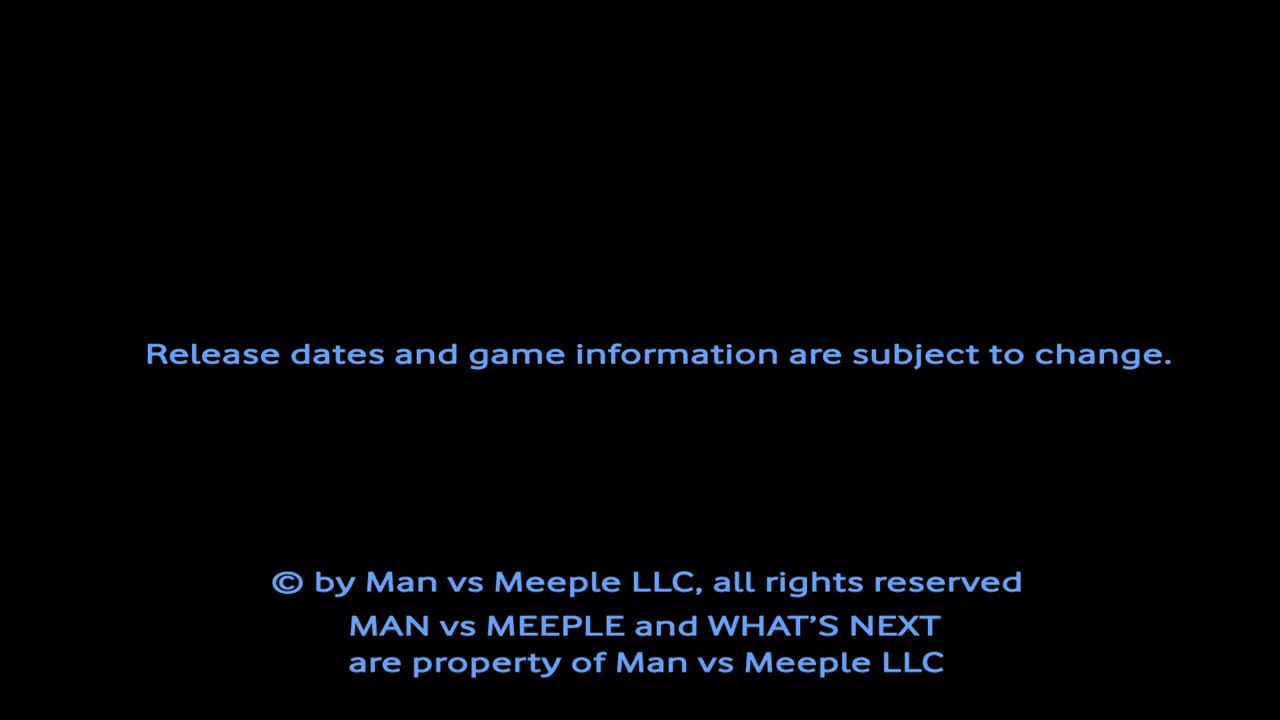 Release dates and game information are subject to change.
© by Man vs Meeple LLC, all rights reserved
MAN vs MEEPLE and WHAT’S NEXT
are property of Man vs Meeple LLC